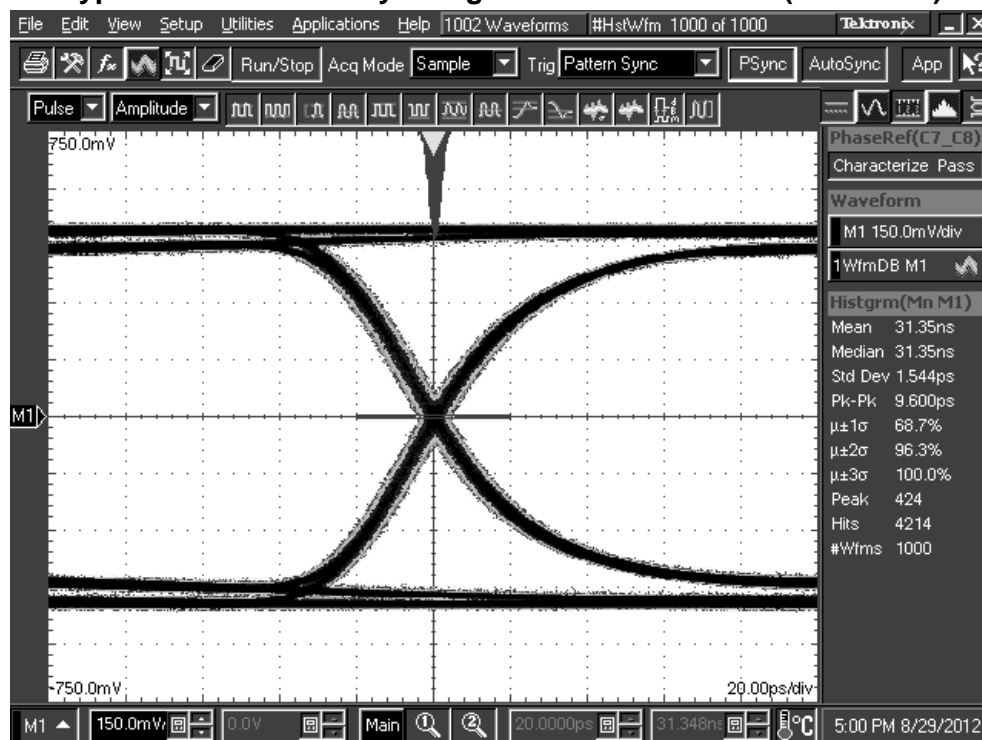 File Edit View Setup Utilities Applications Help 1002 Waveforms #HstWfm 1000 of 1000 Tektronix
Run/Stop Acq Mode Sample Trig Pattern Sync PSync AutoSync App
Pulse Amplitude
750.0mV
PhaseRef(C7_C8)
Characterize Pass
Waveform
M1 150.0mV/div
1WfmDB M1
Histgrm(Mn M1)
Mean 31.35ns
Median 31.35ns
Std Dev 1.544ps
Pk-Pk 9.600ps
µ±1σ 68.7%
µ±2σ 96.3%
µ±3σ 100.0%
Peak 424
Hits 4214
#Wfms 1000
M1
-750.0mV 20.00ps/div
M1 150.0mV/ 0.0V Main 1 2 20.0000ps 31.348ns °C 5:00 PM 8/29/2012